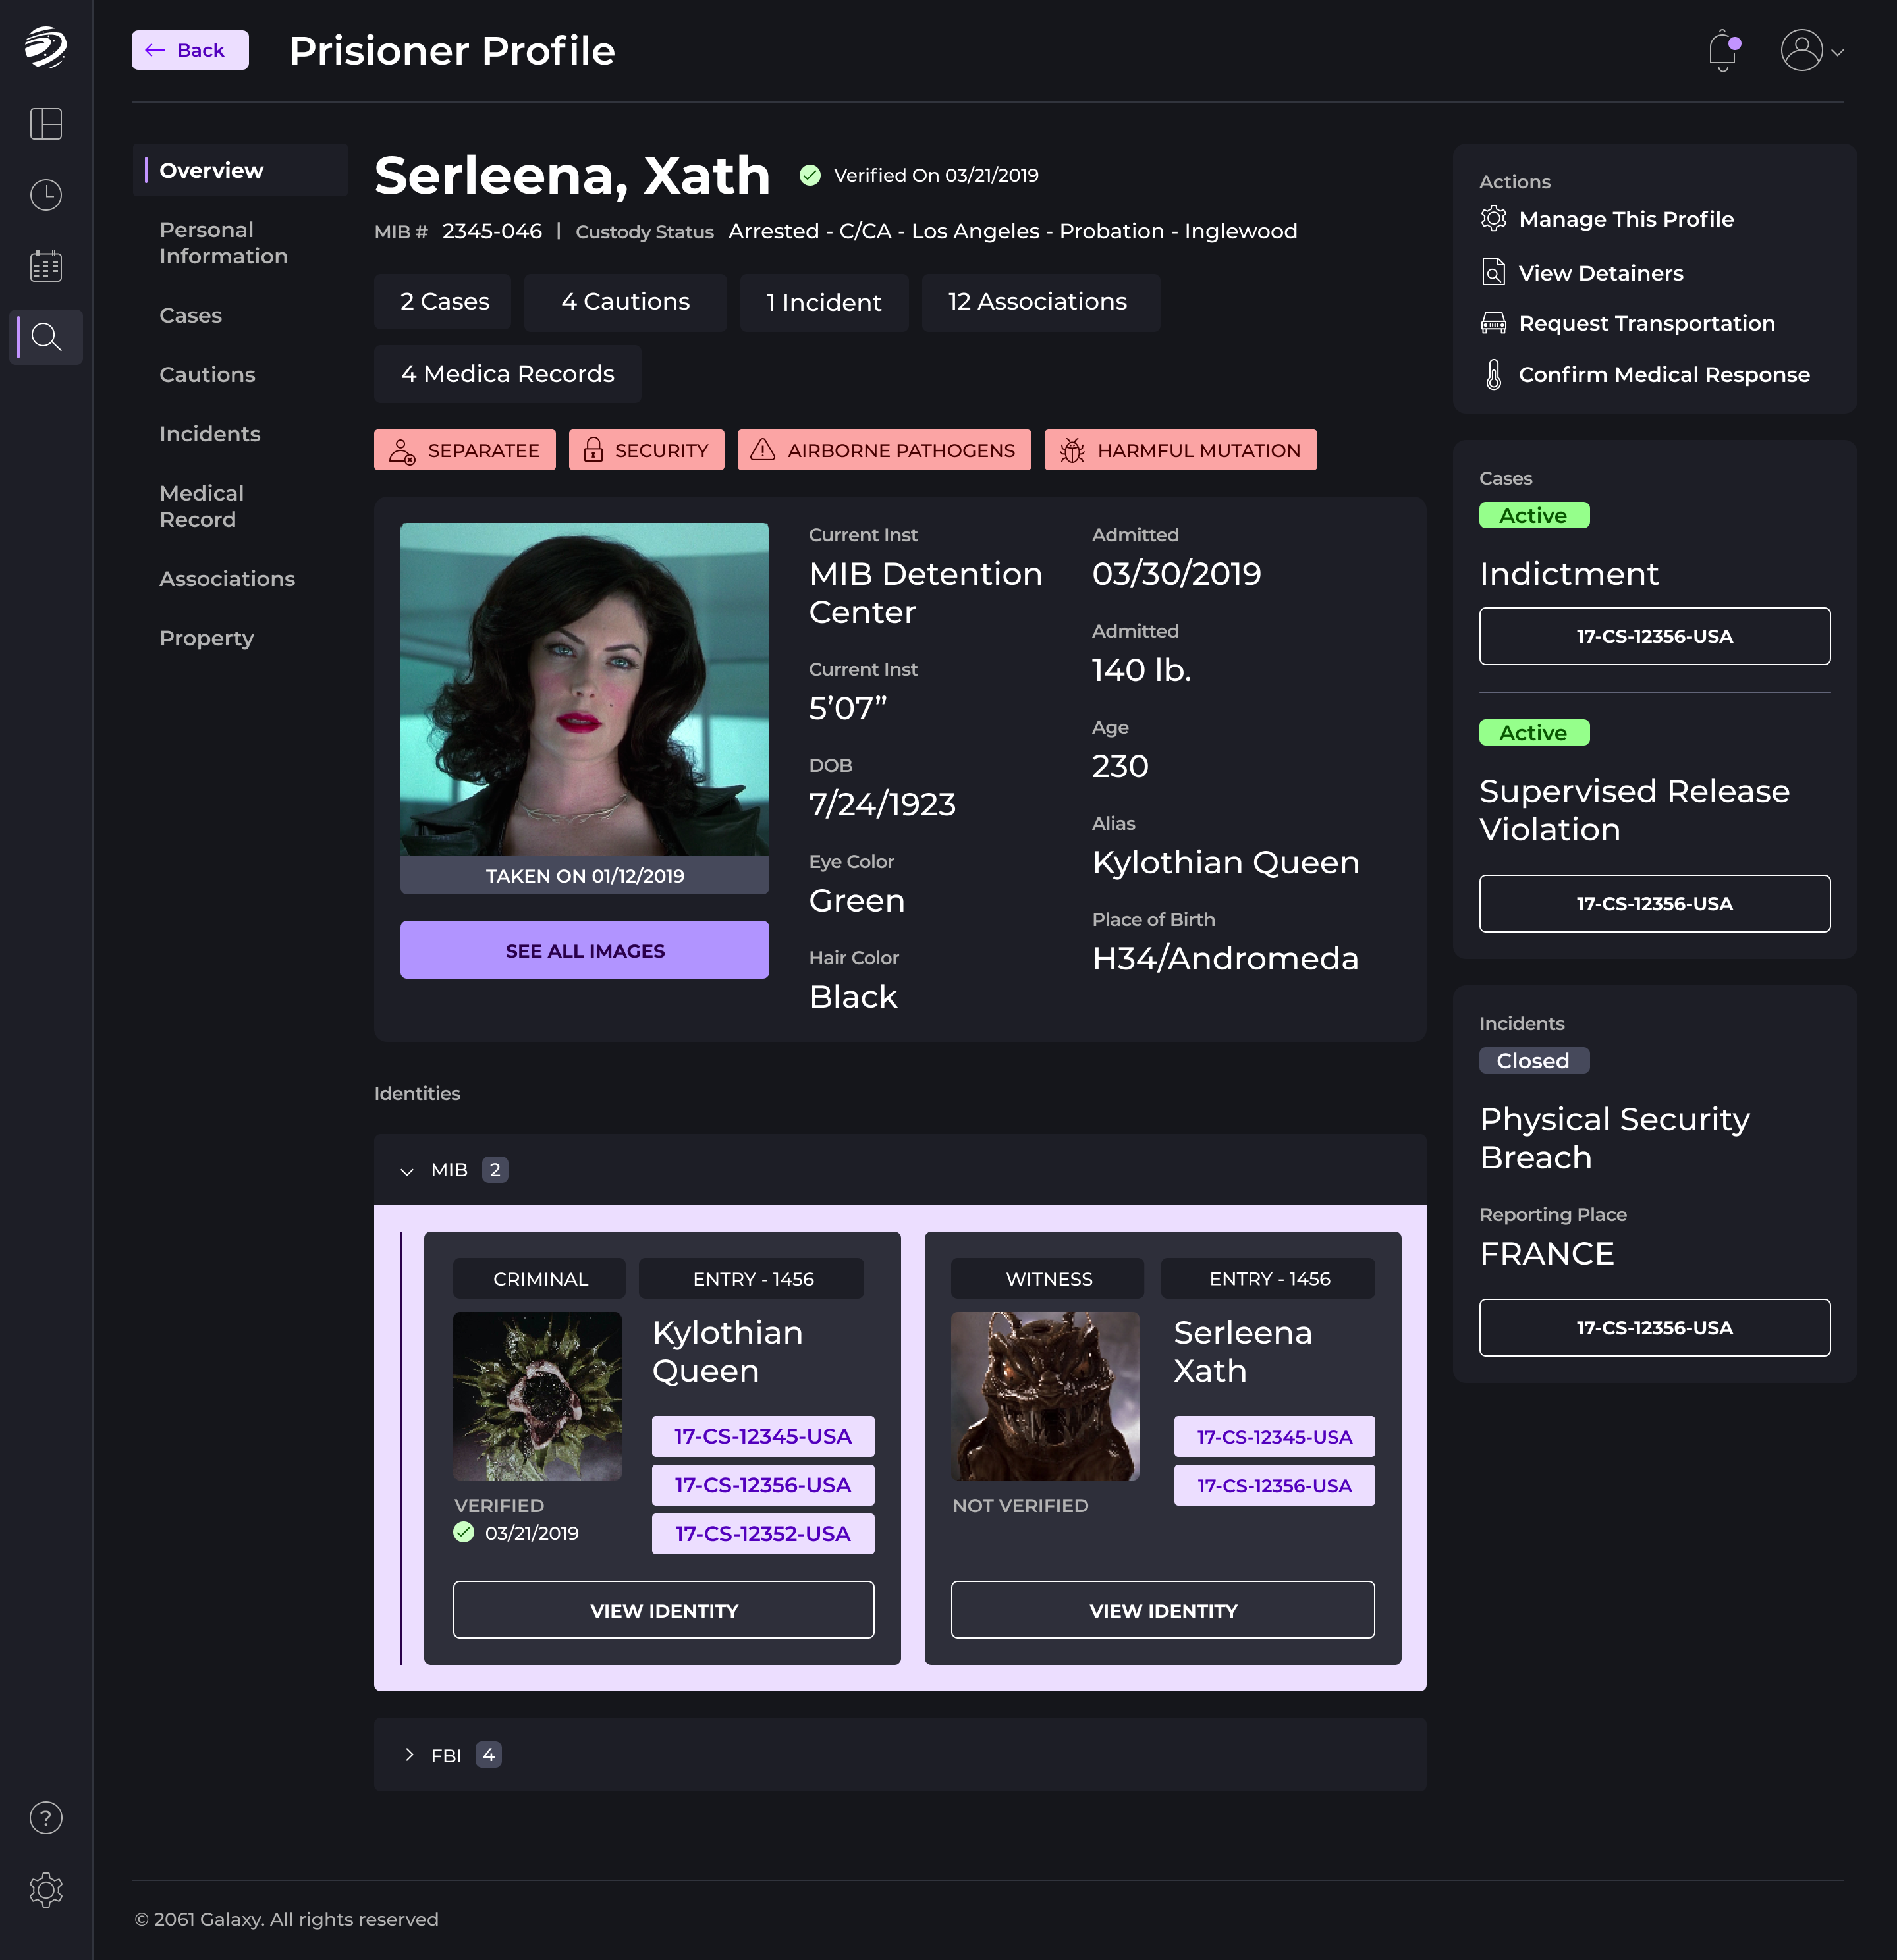 Back
Prisioner Profile
Overview
Personal
Information
Cases
Cautions
Incidents
Medical
Record
Associations
Property
Serleena, Xath
Verified On 03/21/2019
MIB # 2345-046 | Custody Status Arrested - C/CA - Los Angeles - Probation - Inglewood
2 Cases
4 Cautions
1 Incident
12 Associations
4 Medica Records
SEPARATEE
SECURITY
AIRBORNE PATHOGENS
HARMFUL MUTATION
TAKEN ON 01/12/2019
SEE ALL IMAGES
Current Inst
MIB Detention
Center
Current Inst
5’07”
DOB
7/24/1923
Eye Color
Green
Hair Color
Black
Admitted
03/30/2019
Admitted
140 lb.
Age
230
Alias
Kylothian Queen
Place of Birth
H34/Andromeda
Identities
MIB 2
CRIMINAL
ENTRY - 1456
Kylothian
Queen
17-CS-12345-USA
17-CS-12356-USA
17-CS-12352-USA
VERIFIED
03/21/2019
VIEW IDENTITY
WITNESS
ENTRY - 1456
Serleena
Xath
17-CS-12345-USA
17-CS-12356-USA
NOT VERIFIED
VIEW IDENTITY
FBI 4
Actions
Manage This Profile
View Detainers
Request Transportation
Confirm Medical Response
Cases
Active
Indictment
17-CS-12356-USA
Active
Supervised Release
Violation
17-CS-12356-USA
Incidents
Closed
Physical Security
Breach
Reporting Place
FRANCE
17-CS-12356-USA
?
© 2061 Galaxy. All rights reserved